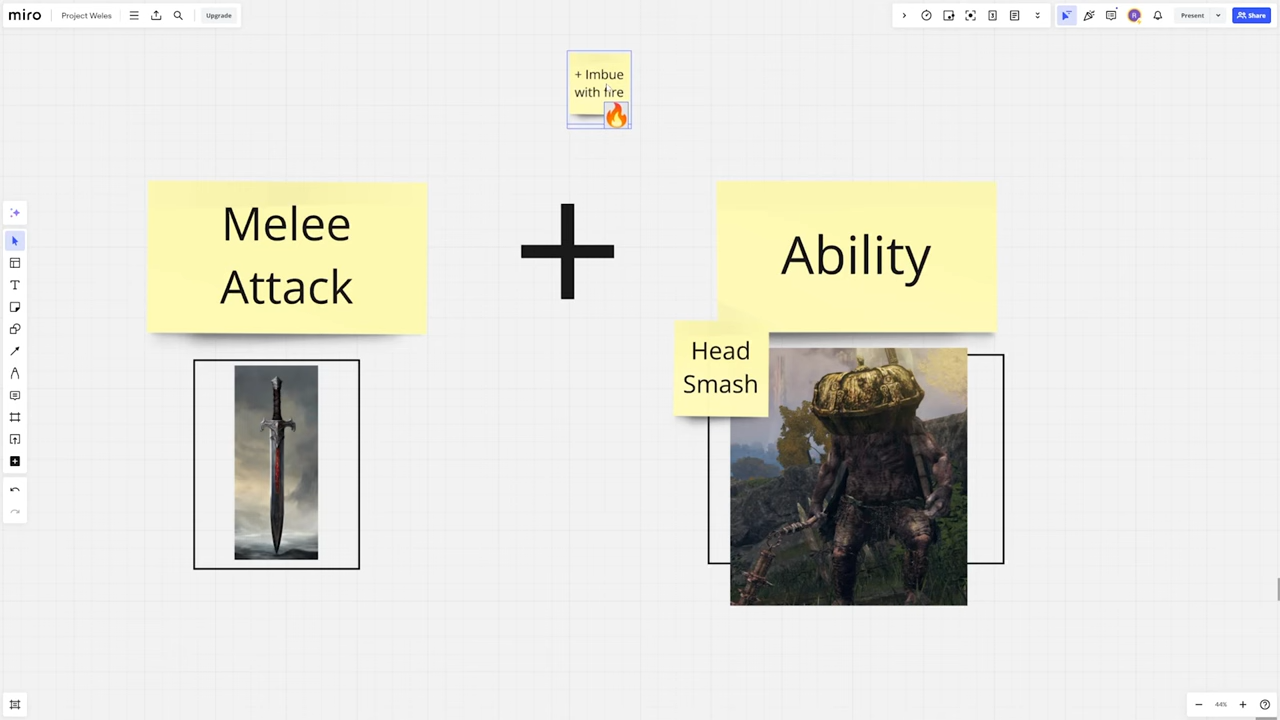 miro
Project Weles
Upgrade
Present
Share
+ Imbue
with fire
Melee
Attack
Ability
Head
Smash
44%